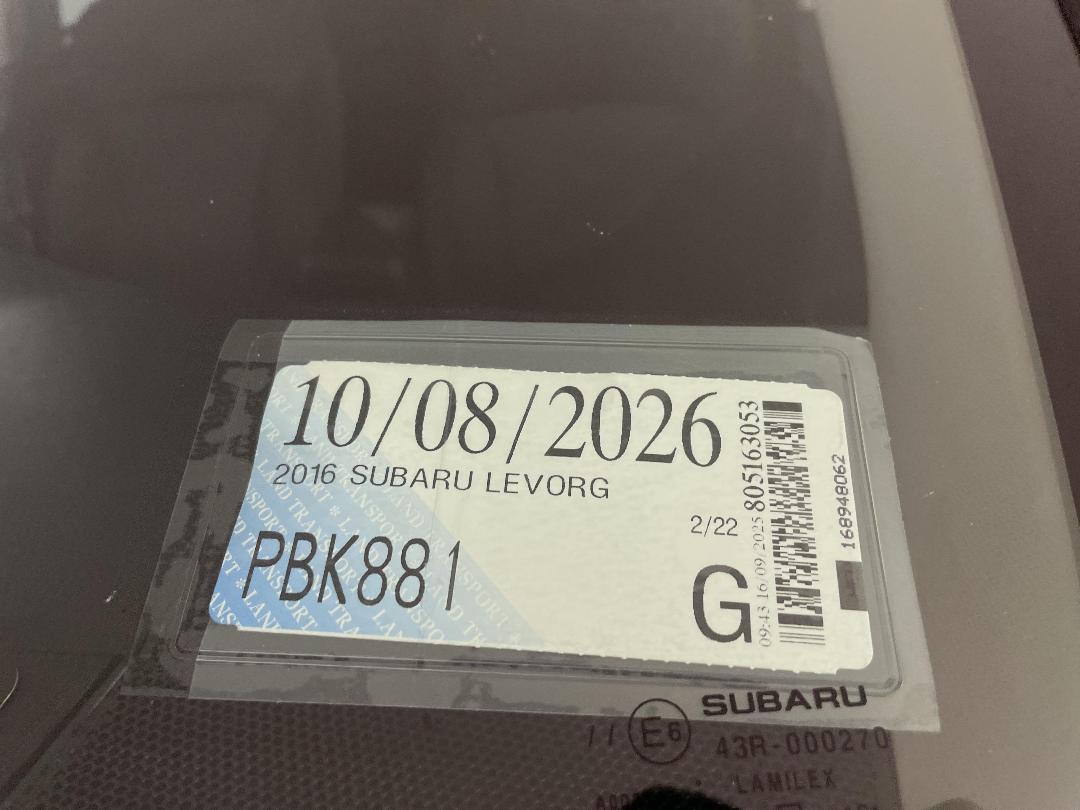 10/08/2026
2016 SUBARU LEVORG
2/22
PBK881
G
09:43 16/09/2025 805163053
168948062
SUBARU
E6 43R-000270
LAMILEX